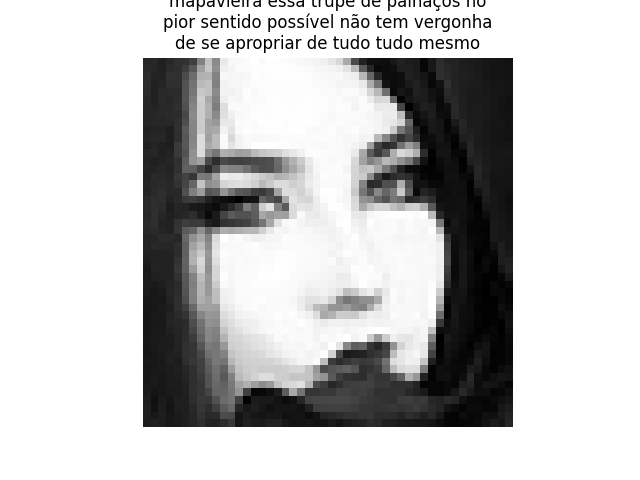 mapavieira essa trupe de palhaços no
pior sentido possível não tem vergonha
de se apropriar de tudo tudo mesmo